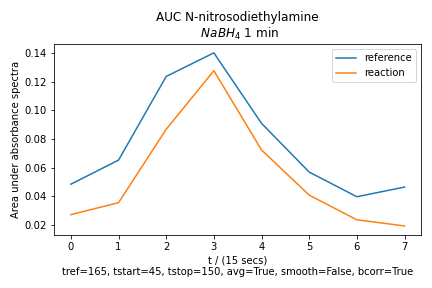 AUC N-nitrosodiethylamine
NaBH4 1 min
reference
reaction
Area under absorbance spectra
0.14
0.12
0.10
0.08
0.06
0.04
0.02
0 1 2 3 4 5 6 7
t / (15 secs)
tref=165, tstart=45, tstop=150, avg=True, smooth=False, bcorr=True